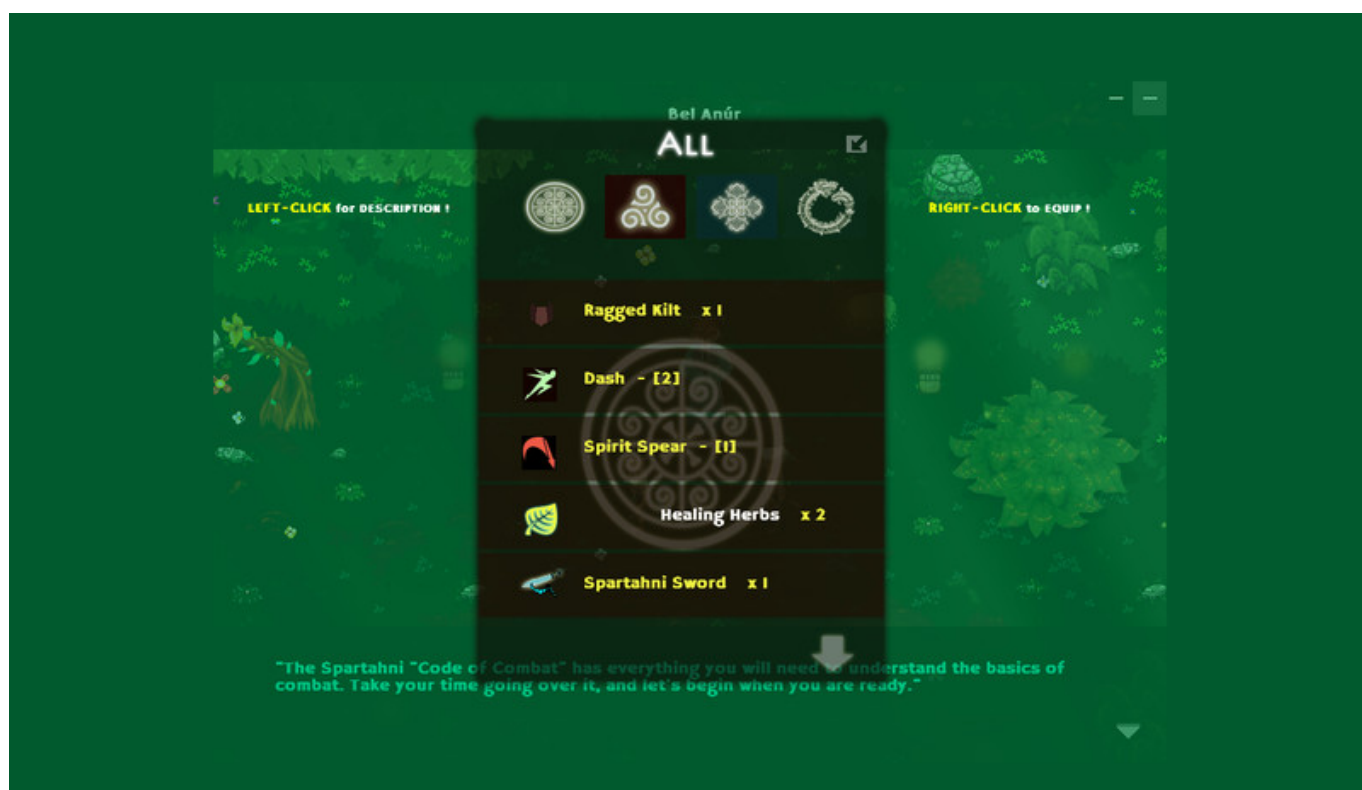 Bel Anúr
ALL
LEFT-CLICK for DESCRIPTION !
RIGHT-CLICK to EQUIP !
Ragged Kilt x 1
Dash - [2]
Spirit Spear - [1]
Healing Herbs x 2
Spartahni Sword x 1
"The Spartahni "Code of Combat" has everything you will need to understand the basics of
combat. Take your time going over it, and let's begin when you are ready."